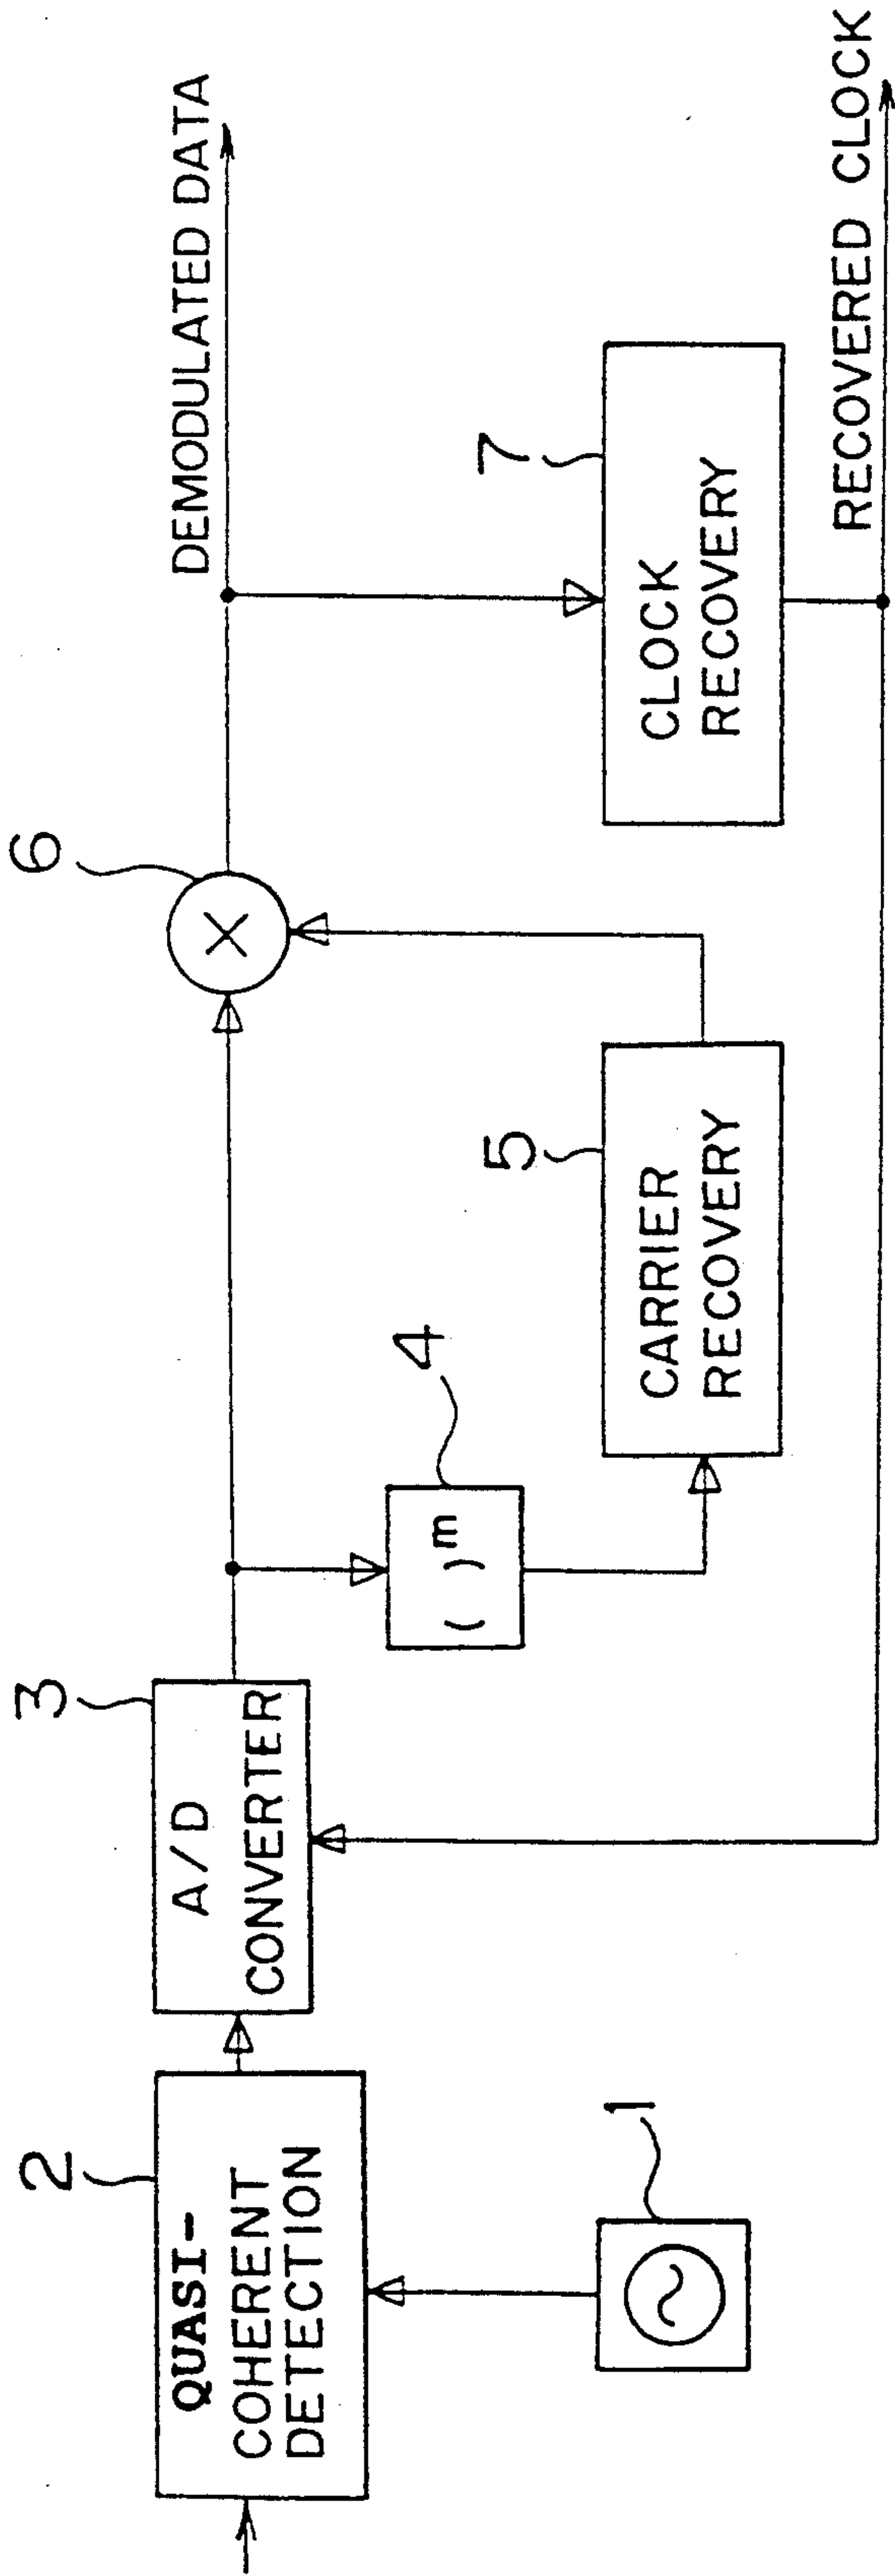 2
QUASI-
COHERENT
DETECTION
1
3
A/D
CONVERTER
4
( )^m
5
CARRIER
RECOVERY
6
×
7
CLOCK
RECOVERY
DEMODULATED DATA
RECOVERED CLOCK